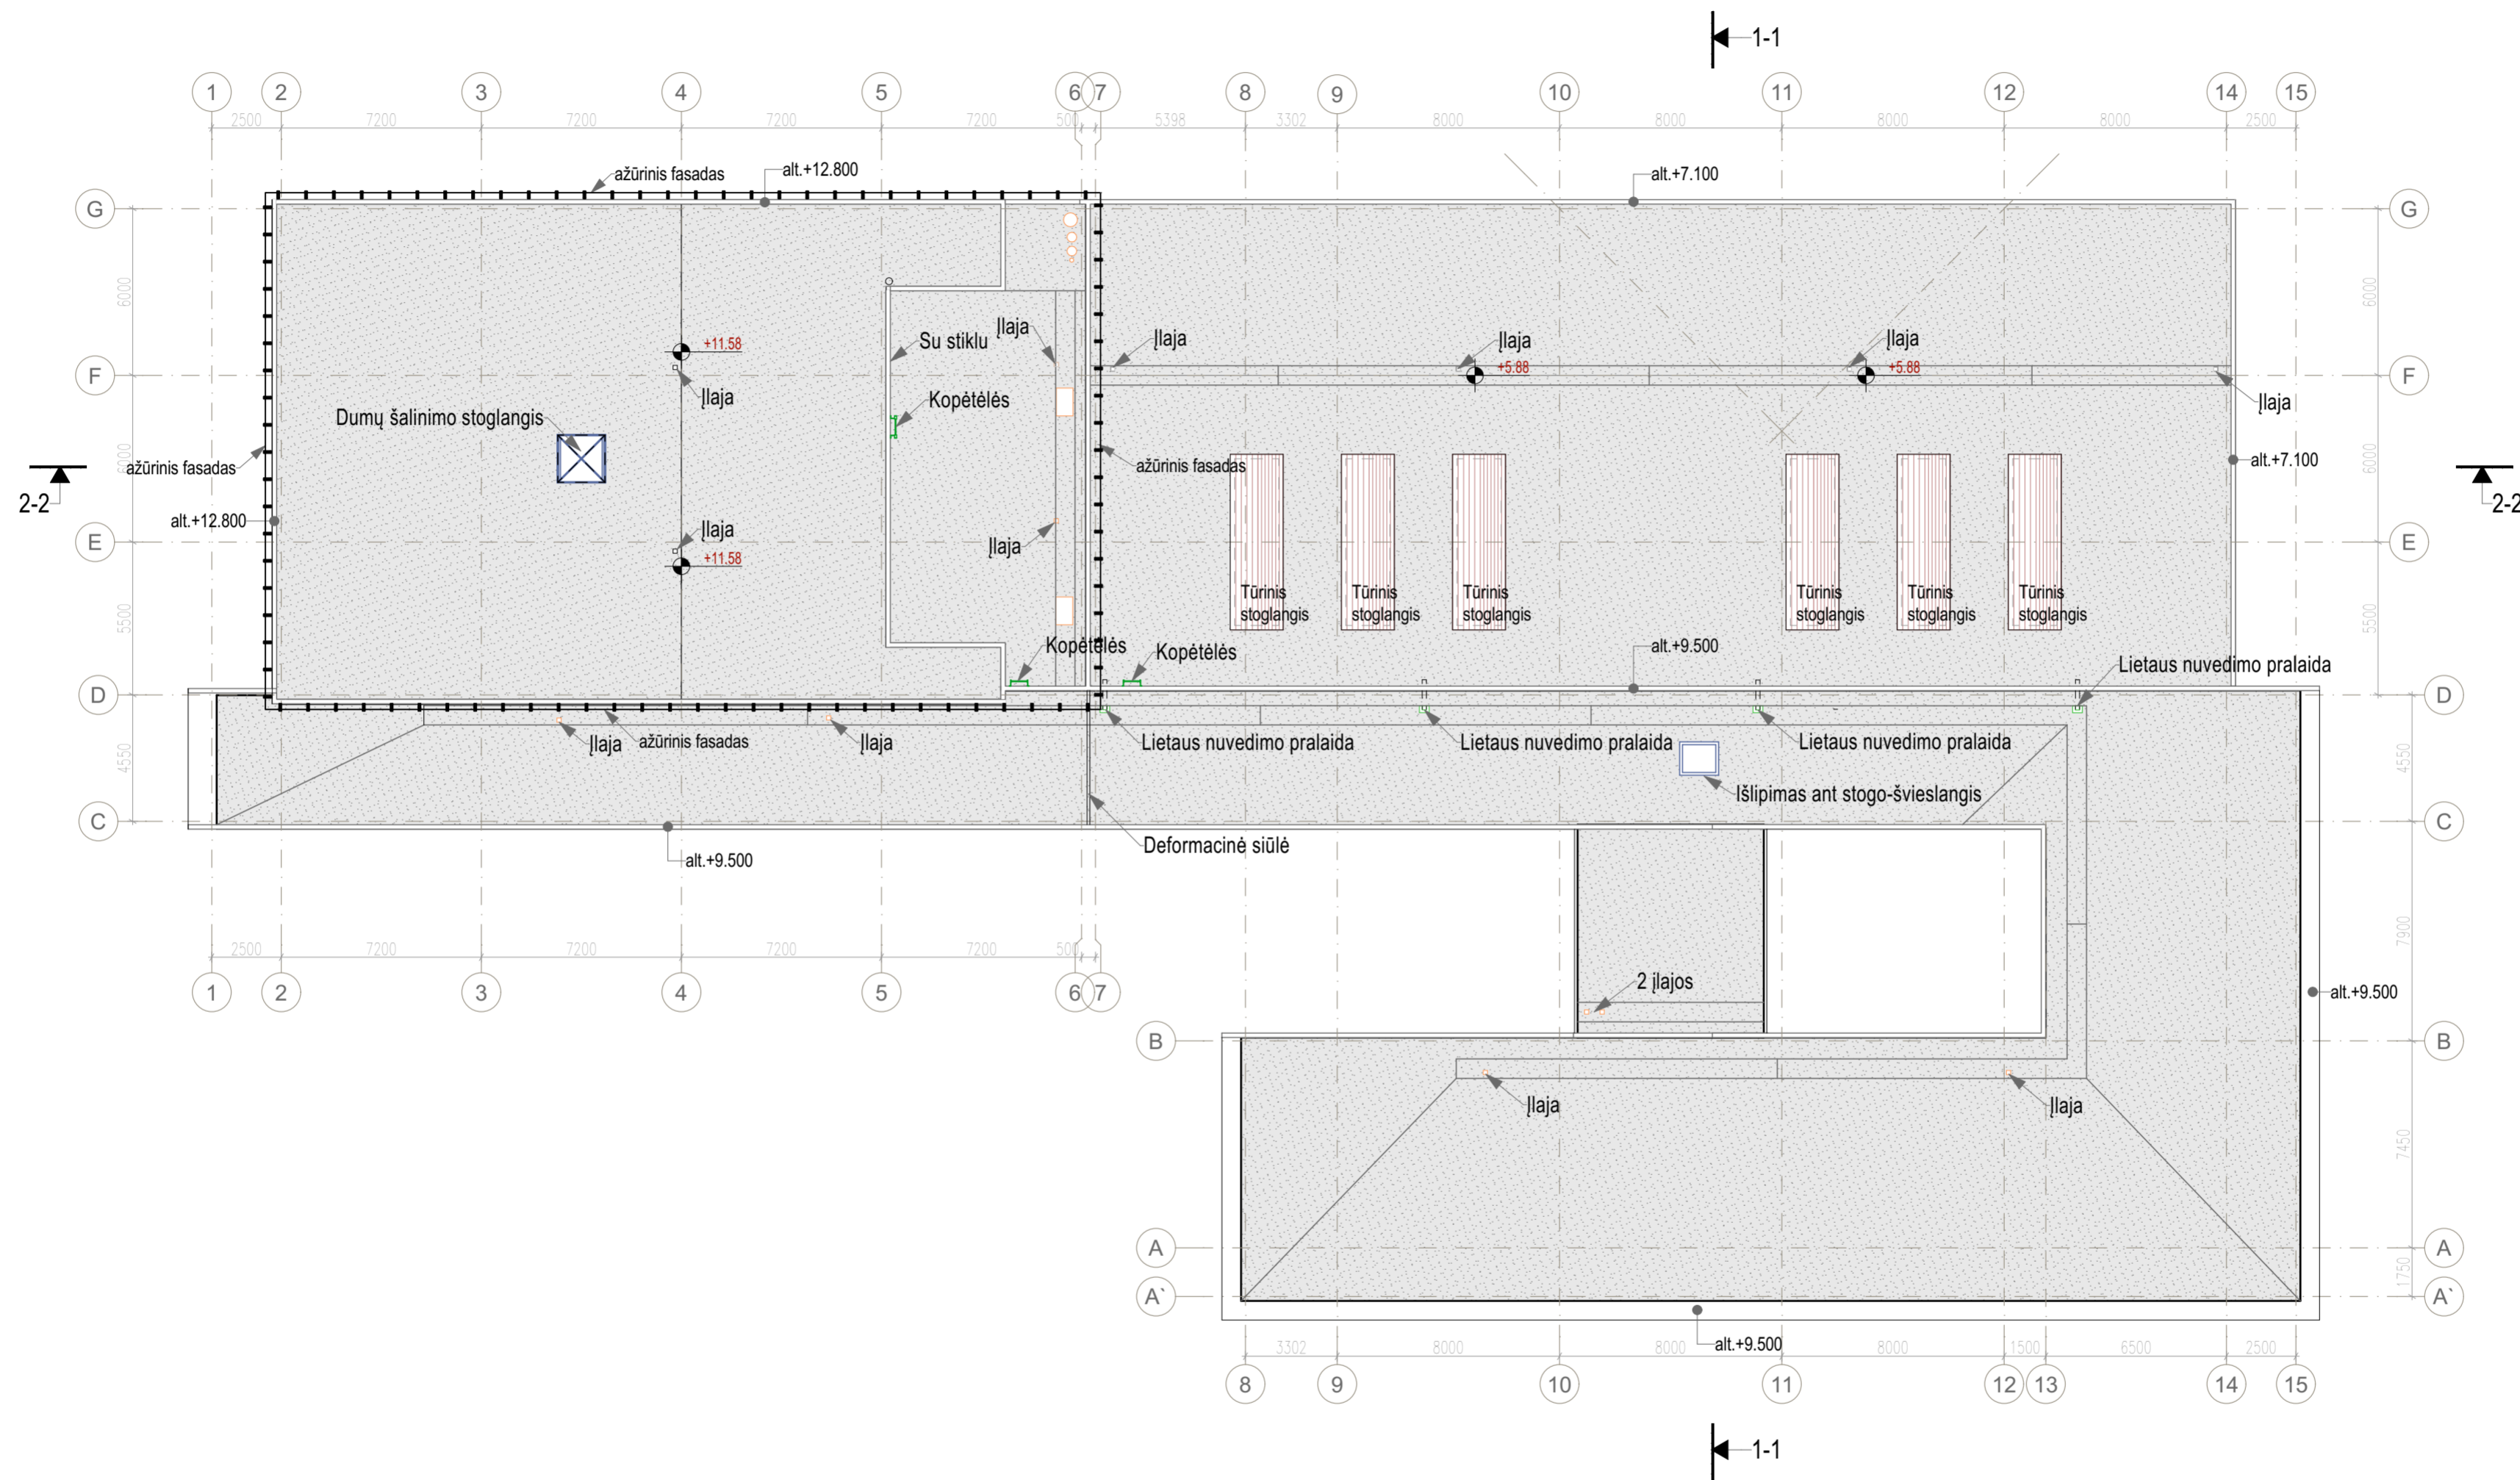 1-1
1 2 3 4 5 6 7 8 9 10 11 12 14 15
2500 7200 7200 7200 7200 500 5398 3302 8000 8000 8000 8000 2500
ažūrinis fasadas
alt.+12.800
alt.+7.100
G
G
6000
6000
Įlaja
Su stiklu
+11.58
Įlaja
Įlaja
+5.88
Įlaja
+5.88
F
F
Įlaja
Kopėtėlės
Įlaja
Dumų šalinimo stoglangis
ažūrinis fasadas
6000
ažūrinis fasadas
alt.+7.100
6000
2-2
2-2
alt.+12.800
Įlaja
+11.58
Įlaja
E
E
5500
5500
Tūrinis
stoglangis
Tūrinis
stoglangis
Tūrinis
stoglangis
Tūrinis
stoglangis
Tūrinis
stoglangis
Tūrinis
stoglangis
Kopėtėlės
Kopėtėlės
alt.+9.500
Lietaus nuvedimo pralaida
D
D
Įlaja
ažūrinis fasadas
Įlaja
Lietaus nuvedimo pralaida
Lietaus nuvedimo pralaida
Lietaus nuvedimo pralaida
4550
4550
Išlipimas ant stogo-švieslangis
C
C
Deformacinė siūlė
alt.+9.500
7900
2500 7200 7200 7200 7200 500
1 2 3 4 5 6 7
2 įlajos
alt.+9.500
B
B
Įlaja
Įlaja
7450
A
A
1750
A`
A`
alt.+9.500
3302 8000 8000 8000 1500 6500 2500
8 9 10 11 12 13 14 15
1-1